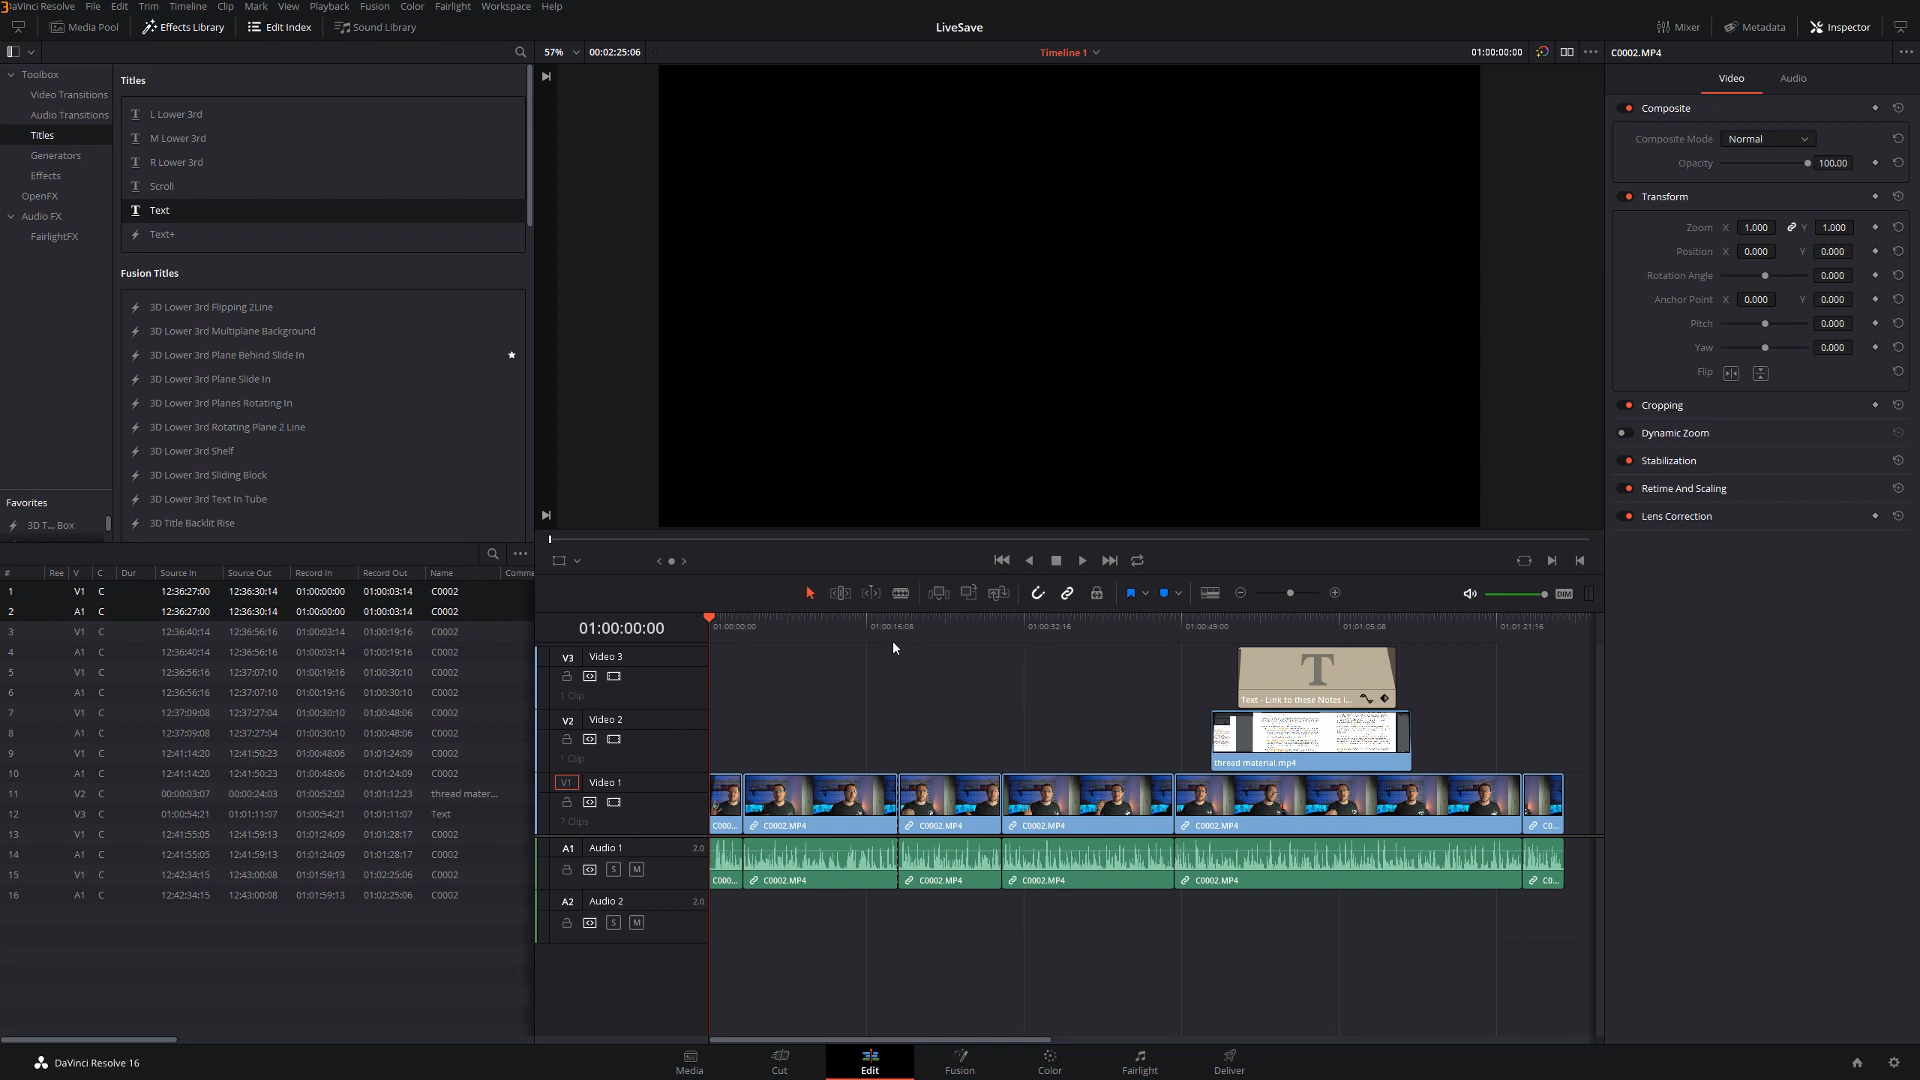 DaVinci Resolve File Edit Trim Timeline Clip Mark View Playback Fusion Color Fairlight Workspace Help
Media Pool Effects Library Edit Index Sound Library LiveSave Mixer Metadata Inspector
57% 00:02:25:06 Timeline 1 01:00:00:00 C0002.MP4
Video Audio
Toolbox
Video Transitions
Audio Transitions
Titles
Generators
Effects
OpenFX
Audio FX
FairlightFX
Favorites
3D T... Box
Titles
L Lower 3rd
M Lower 3rd
R Lower 3rd
Scroll
Text
Text+
Fusion Titles
3D Lower 3rd Flipping 2Line
3D Lower 3rd Multiplane Background
3D Lower 3rd Plane Behind Slide In
3D Lower 3rd Plane Slide In
3D Lower 3rd Planes Rotating In
3D Lower 3rd Rotating Plane 2 Line
3D Lower 3rd Shelf
3D Lower 3rd Sliding Block
3D Lower 3rd Text In Tube
3D Title Backlit Rise
Composite
Composite Mode Normal
Opacity 100.00
Transform
Zoom X 1.000 Y 1.000
Position X 0.000 Y 0.000
Rotation Angle 0.000
Anchor Point X 0.000 Y 0.000
Pitch 0.000
Yaw 0.000
Flip
Cropping
Dynamic Zoom
Stabilization
Retime And Scaling
Lens Correction
# Ree V C Dur Source In Source Out Record In Record Out Name Comme
1 V1 C 12:36:27:00 12:36:30:14 01:00:00:00 01:00:03:14 C0002
2 A1 C 12:36:27:00 12:36:30:14 01:00:00:00 01:00:03:14 C0002
3 V1 C 12:36:40:14 12:36:56:16 01:00:03:14 01:00:19:16 C0002
4 A1 C 12:36:40:14 12:36:56:16 01:00:03:14 01:00:19:16 C0002
5 V1 C 12:36:56:16 12:37:07:10 01:00:19:16 01:00:30:10 C0002
6 A1 C 12:36:56:16 12:37:07:10 01:00:19:16 01:00:30:10 C0002
7 V1 C 12:37:09:08 12:37:27:04 01:00:30:10 01:00:48:06 C0002
8 A1 C 12:37:09:08 12:37:27:04 01:00:30:10 01:00:48:06 C0002
9 V1 C 12:41:14:20 12:41:50:23 01:00:48:06 01:01:24:09 C0002
10 A1 C 12:41:14:20 12:41:50:23 01:00:48:06 01:01:24:09 C0002
11 V2 C 00:00:03:07 00:00:24:03 01:00:52:02 01:01:12:23 thread mater...
12 V3 C 01:00:54:21 01:01:11:07 01:00:54:21 01:01:11:07 Text
13 V1 C 12:41:55:05 12:41:59:13 01:01:24:09 01:01:28:17 C0002
14 A1 C 12:41:55:05 12:41:59:13 01:01:24:09 01:01:28:17 C0002
15 V1 C 12:42:34:15 12:43:00:08 01:01:59:13 01:02:25:06 C0002
16 A1 C 12:42:34:15 12:43:00:08 01:01:59:13 01:02:25:06 C0002
DIM
01:00:00:00 01:00:00:00 01:00:16:08 01:00:32:16 01:00:49:00 01:01:05:08 01:01:21:16
V3 Video 3
1 Clip
T
Text - Link to these Notes i...
V2 Video 2
1 Clip
thread material.mp4
V1 Video 1
7 Clips
C000... C0002.MP4 C0002.MP4 C0002.MP4 C0002.MP4 C0...
A1 Audio 1 2.0
S M
C000... C0002.MP4 C0002.MP4 C0002.MP4 C0002.MP4 C0...
A2 Audio 2 2.0
S M
DaVinci Resolve 16 Media Cut Edit Fusion Color Fairlight Deliver